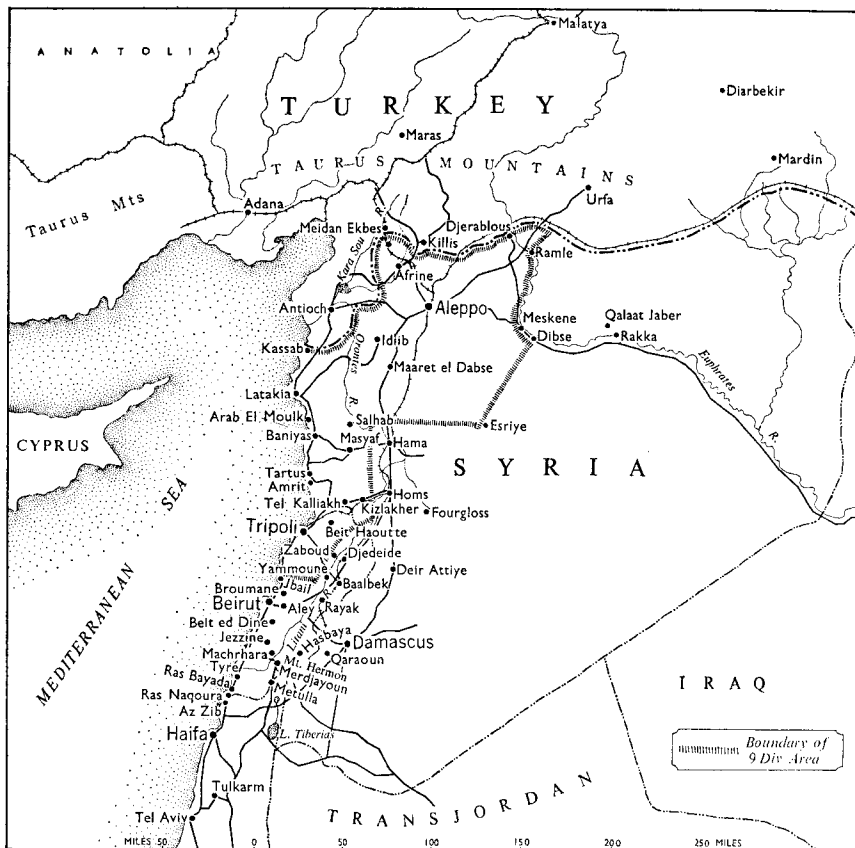 Malatya
ANATOLIA
Diarbekir
TURKEY
Maras
TAURUS MOUNTAINS
Mardin
Urfa
Taurus Mts
Adana
Meidan Ekbes
R.
Killis
Djerablous
Kara Sou
Afrine
Ramle
Antioch
Aleppo
Meskene
Qalaat Jaber
Dibse
Rakka
Kassab
Idlib
Orontes R.
Maaret el Dabse
Euphrates R.
Latakia
Arab El Moulk
Salhab
Esriye
CYPRUS
Baniyas
Masyaf
Hama
SYRIA
Tartus
Amrit
Homs
Tel Kalliakh
Kizlakher
Fourgloss
Tripoli
Beit Haoutte
MEDITERRANEAN SEA
Zaboud
Djedeide
Yammoune
Deir Attiye
Jbail
Baalbek
Broumane
R.
Beirut
Aley
Rayak
Beit ed Dine
Litani
Jezzine
Hasbaya
Damascus
Machrhara
Qaraoun
Mt. Hermon
Tyre
Merdjayoun
Ras Bayada
Metulla
Ras Naqoura
IRAQ
Az Zib
Haifa
L. Tiberias
Boundary of
9 Div Area
Tulkarm
TRANSJORDAN
Tel Aviv
MILES 50 0 50 100 150 200 250 MILES